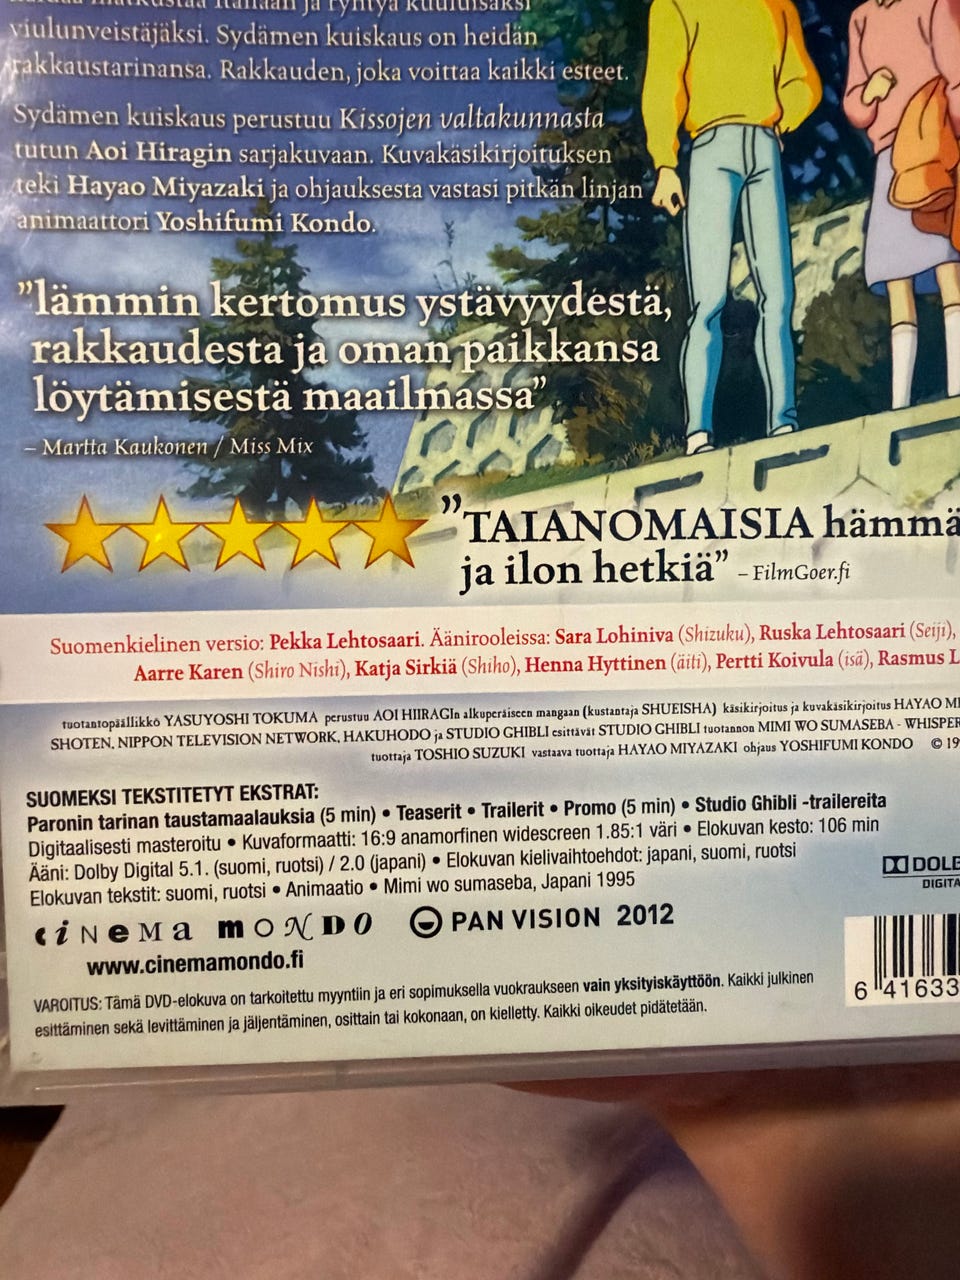 viulunveistäjäksi. Sydämen kuiskaus on heidän
rakkaustarinansa. Rakkauden, joka voittaa kaikki esteet.
Sydämen kuiskaus perustuu Kissojen valtakunnasta
tutun Aoi Hiragin sarjakuvaan. Kuvakäsikirjoituksen
teki Hayao Miyazaki ja ohjauksesta vastasi pitkän linjan
animaattori Yoshifumi Kondo.
”lämmin kertomus ystävyydestä,
rakkaudesta ja oman paikkansa
löytämisestä maailmassa”
– Martta Kaukonen / Miss Mix
”TAIANOMAISIA hämmä
ja ilon hetkiä” – FilmGoer.fi
Suomenkielinen versio: Pekka Lehtosaari. Äänirooleissa: Sara Lohiniva (Shizuku), Ruska Lehtosaari (Seiji),
Aarre Karen (Shiro Nishi), Katja Sirkiä (Shiho), Henna Hyttinen (äiti), Pertti Koivula (isä), Rasmus L
tuotantopäällikkö YASUYOSHI TOKUMA perustuu AOI HIIRAGIn alkuperäiseen mangaan (kustantaja SHUEISHA) käsikirjoitus ja kuvakäsikirjoitus HAYAO MI
SHOTEN, NIPPON TELEVISION NETWORK, HAKUHODO ja STUDIO GHIBLI esittävät STUDIO GHIBLI tuotannon MIMI WO SUMASEBA - WHISPER
tuottaja TOSHIO SUZUKI vastaava tuottaja HAYAO MIYAZAKI ohjaus YOSHIFUMI KONDO © 19
SUOMEKSI TEKSTITETYT EKSTRAT:
Paronin tarinan taustamaalauksia (5 min) • Teaserit • Trailerit • Promo (5 min) • Studio Ghibli -trailereita
Digitaalisesti masteroitu • Kuvaformaatti: 16:9 anamorfinen widescreen 1.85:1 väri • Elokuvan kesto: 106 min
Ääni: Dolby Digital 5.1. (suomi, ruotsi) / 2.0 (japani) • Elokuvan kielivaihtoehdot: japani, suomi, ruotsi
Elokuvan tekstit: suomi, ruotsi • Animaatio • Mimi wo sumaseba, Japani 1995
DOLB
DIGITA
ciNeMa moNDO PAN VISION 2012
www.cinemamondo.fi
6 41633
VAROITUS: Tämä DVD-elokuva on tarkoitettu myyntiin ja eri sopimuksella vuokraukseen vain yksityiskäyttöön. Kaikki julkinen
esittäminen sekä levittäminen ja jäljentäminen, osittain tai kokonaan, on kielletty. Kaikki oikeudet pidätetään.